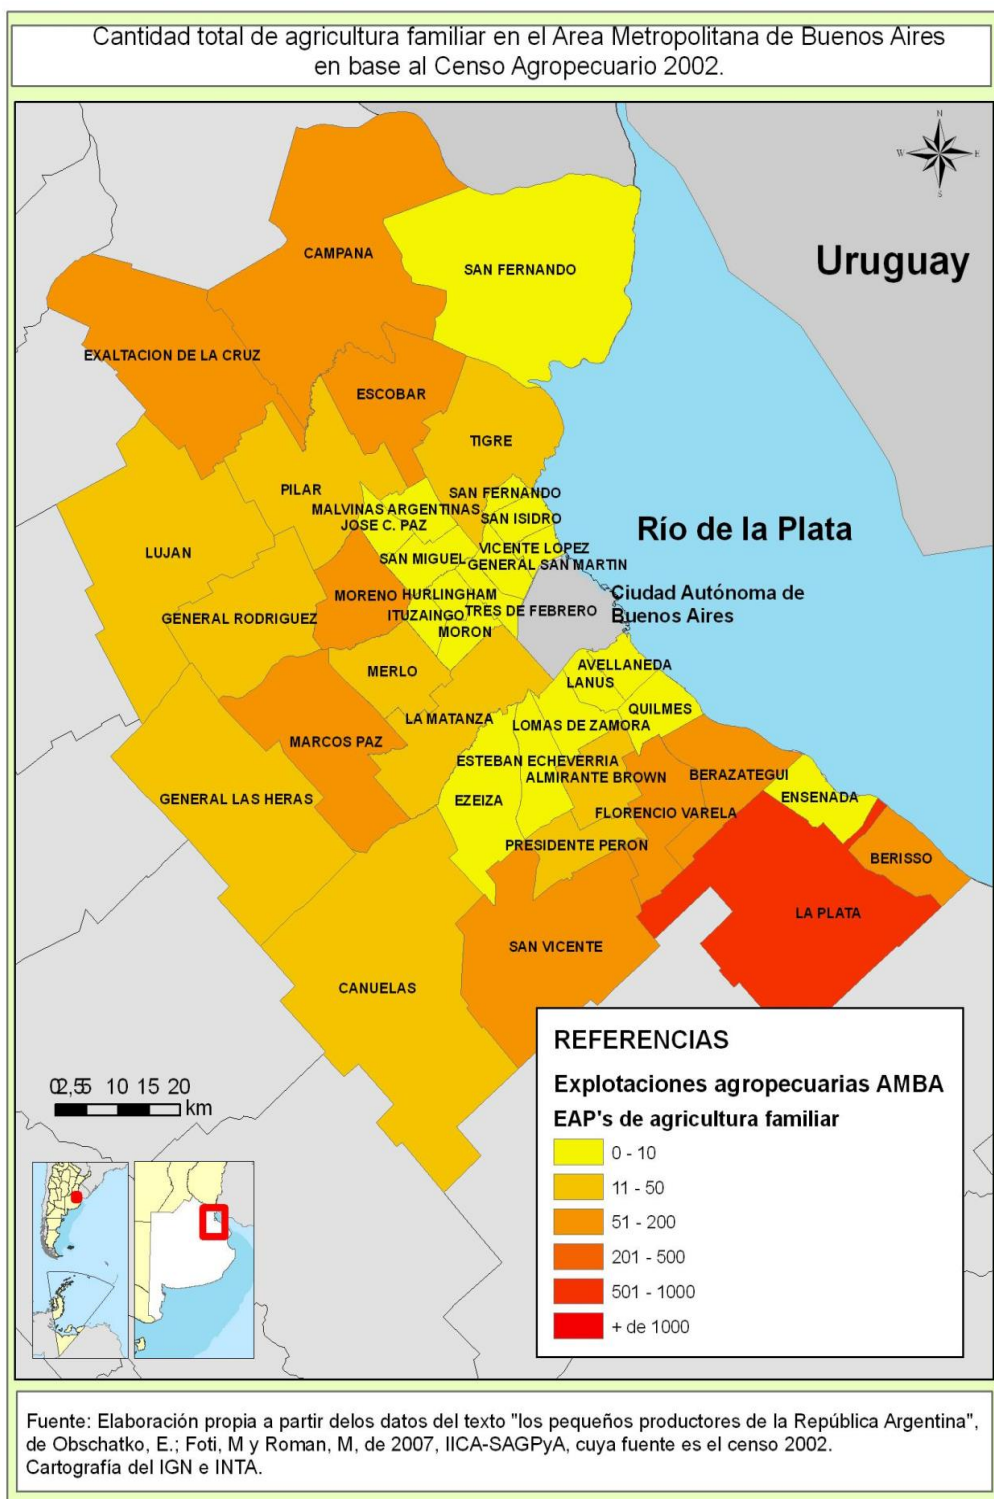 Cantidad total de agricultura familiar en el Area Metropolitana de Buenos Aires
en base al Censo Agropecuario 2002.
N
W
E
S
Uruguay
CAMPANA
SAN FERNANDO
EXALTACION DE LA CRUZ
ESCOBAR
TIGRE
PILAR
SAN FERNANDO
MALVINAS ARGENTINAS
JOSE C. PAZ
SAN ISIDRO
Río de la Plata
LUJAN
SAN MIGUEL
VICENTE LOPEZ
GENERAL SAN MARTIN
MORENO
HURLINGHAM
Ciudad Autónoma de
Buenos Aires
GENERAL RODRIGUEZ
ITUZAINGO
TRES DE FEBRERO
MORON
MERLO
AVELLANEDA
LANUS
QUILMES
LA MATANZA
LOMAS DE ZAMORA
MARCOS PAZ
ESTEBAN ECHEVERRIA
ALMIRANTE BROWN
BERAZATEGUI
GENERAL LAS HERAS
EZEIZA
ENSENADA
FLORENCIO VARELA
PRESIDENTE PERON
BERISSO
LA PLATA
SAN VICENTE
CANUELAS
02,55 10 15 20
km
REFERENCIAS
Explotaciones agropecuarias AMBA
EAP's de agricultura familiar
0 - 10
11 - 50
51 - 200
201 - 500
501 - 1000
+ de 1000
Fuente: Elaboración propia a partir delos datos del texto "los pequeños productores de la República Argentina",
de Obschatko, E.; Foti, M y Roman, M, de 2007, IICA-SAGPyA, cuya fuente es el censo 2002.
Cartografía del IGN e INTA.